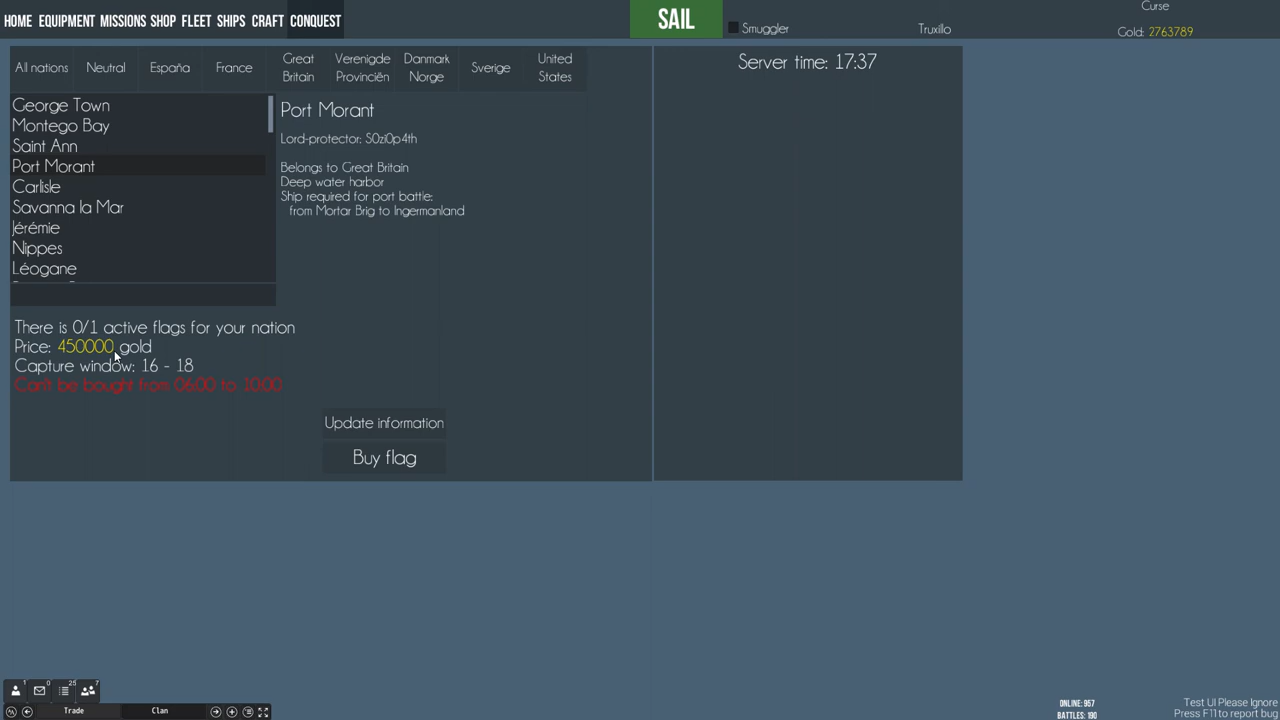 HOME EQUIPMENT MISSIONS SHOP FLEET SHIPS CRAFT CONQUEST
SAIL
Smuggler
Truxillo
Curse
Gold: 2763789
All nations
Neutral
España
France
Great Britain
Verenigde Provinciën
Danmark Norge
Sverige
United States
George Town
Montego Bay
Saint Ann
Port Morant
Carlisle
Savanna la Mar
Jérémie
Nippes
Léogane
Port Morant
Lord-protector: S0zi0p4th
Belongs to Great Britain
Deep water harbor
Ship required for port battle:
from Mortar Brig to Ingermanland
Server time: 17:37
There is 0/1 active flags for your nation
Price: 450000 gold
Capture window: 16 - 18
Can't be bought from 06:00 to 10:00
Update information
Buy flag
1
0
25
7
Trade
Clan
ONLINE: 957
BATTLES: 190
Test UI Please Ignore
Press F11 to report bug